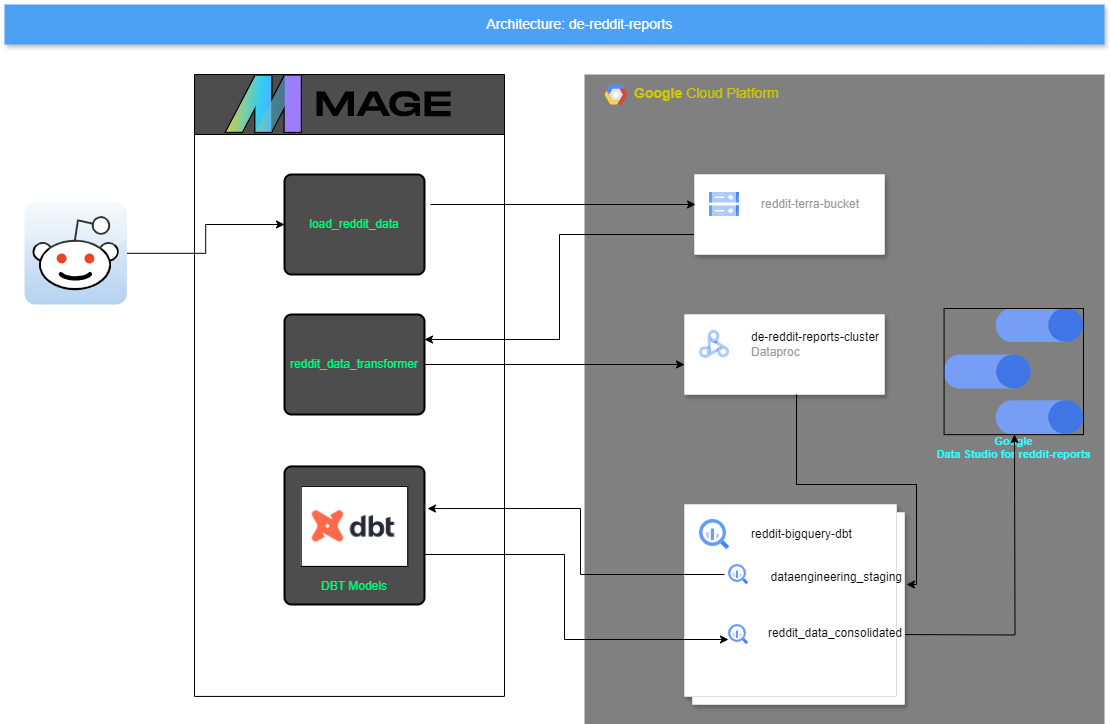 Architecture: de-reddit-reports
MAGE
Google Cloud Platform
load_reddit_data
reddit-terra-bucket
reddit_data_transformer
de-reddit-reports-cluster
Dataproc
Google
Data Studio for reddit-reports
dbt
DBT Models
reddit-bigquery-dbt
dataengineering_staging
reddit_data_consolidated